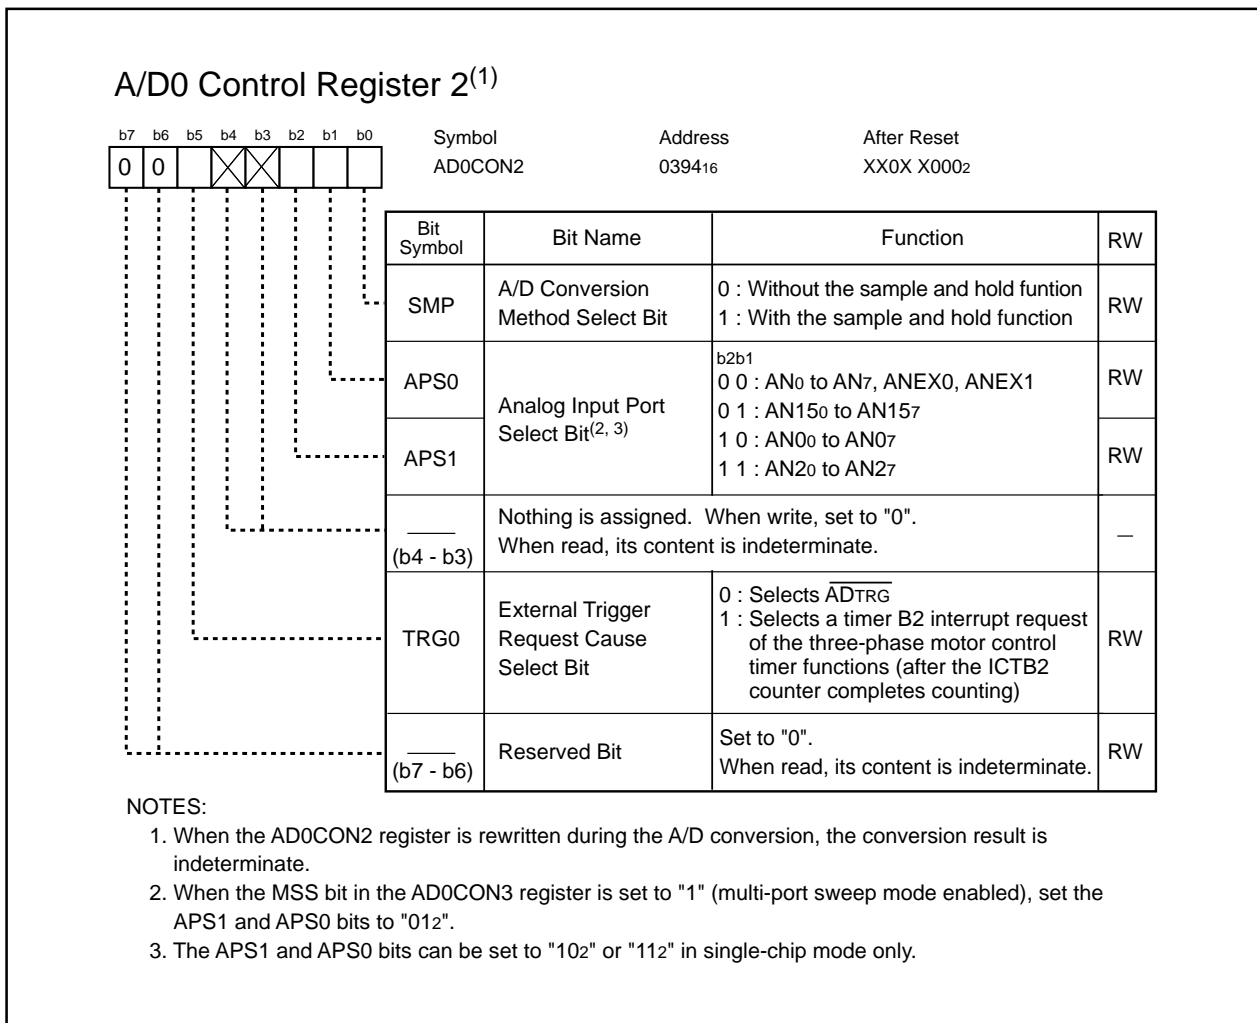 A/D0 Control Register 2(1)
b7 b6 b5 b4 b3 b2 b1 b0
Symbol Address After Reset
0 0
AD0CON2 039416 XX0X X0002
Bit Symbol Bit Name Function RW
SMP
A/D Conversion
Method Select Bit
0 : Without the sample and hold funtion
1 : With the sample and hold function
RW
APS0
APS1
Analog Input Port
Select Bit(2, 3)
b2b1
0 0 : AN0 to AN7, ANEX0, ANEX1
0 1 : AN150 to AN157
1 0 : AN00 to AN07
1 1 : AN20 to AN27
RW
RW
(b4 - b3)
Nothing is assigned. When write, set to "0".
When read, its content is indeterminate.
—
TRG0
External Trigger
Request Cause
Select Bit
0 : Selects ADTRG
1 : Selects a timer B2 interrupt request
of the three-phase motor control
timer functions (after the ICTB2
counter completes counting)
RW
(b7 - b6)
Reserved Bit
Set to "0".
When read, its content is indeterminate.
RW
NOTES:
1. When the AD0CON2 register is rewritten during the A/D conversion, the conversion result is
indeterminate.
2. When the MSS bit in the AD0CON3 register is set to "1" (multi-port sweep mode enabled), set the
APS1 and APS0 bits to "012".
3. The APS1 and APS0 bits can be set to "102" or "112" in single-chip mode only.